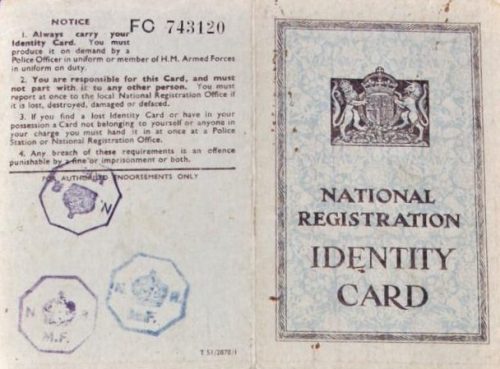 NOTICE
FC 743120
1. Always carry your
Identity Card. You must
produce it on demand by a
Police Officer in uniform or member of H.M. Armed Forces
in uniform on duty.
2. You are responsible for this Card, and must
not part with it to any other person. You must
report at once to the local National Registration Office if
it is lost, destroyed, damaged or defaced.
3. If you find a lost Identity Card or have in your
possession a Card not belonging to yourself or anyone in
your charge you must hand it in at once at a Police
Station or National Registration Office.
4. Any breach of these requirements is an offence
punishable by a fine or imprisonment or both.
FOR AUTHORISED ENDORSEMENTS ONLY
N. R.
N R
M.F.
N R.
M.F.
T 51/2878/1
NATIONAL
REGISTRATION
IDENTITY
CARD